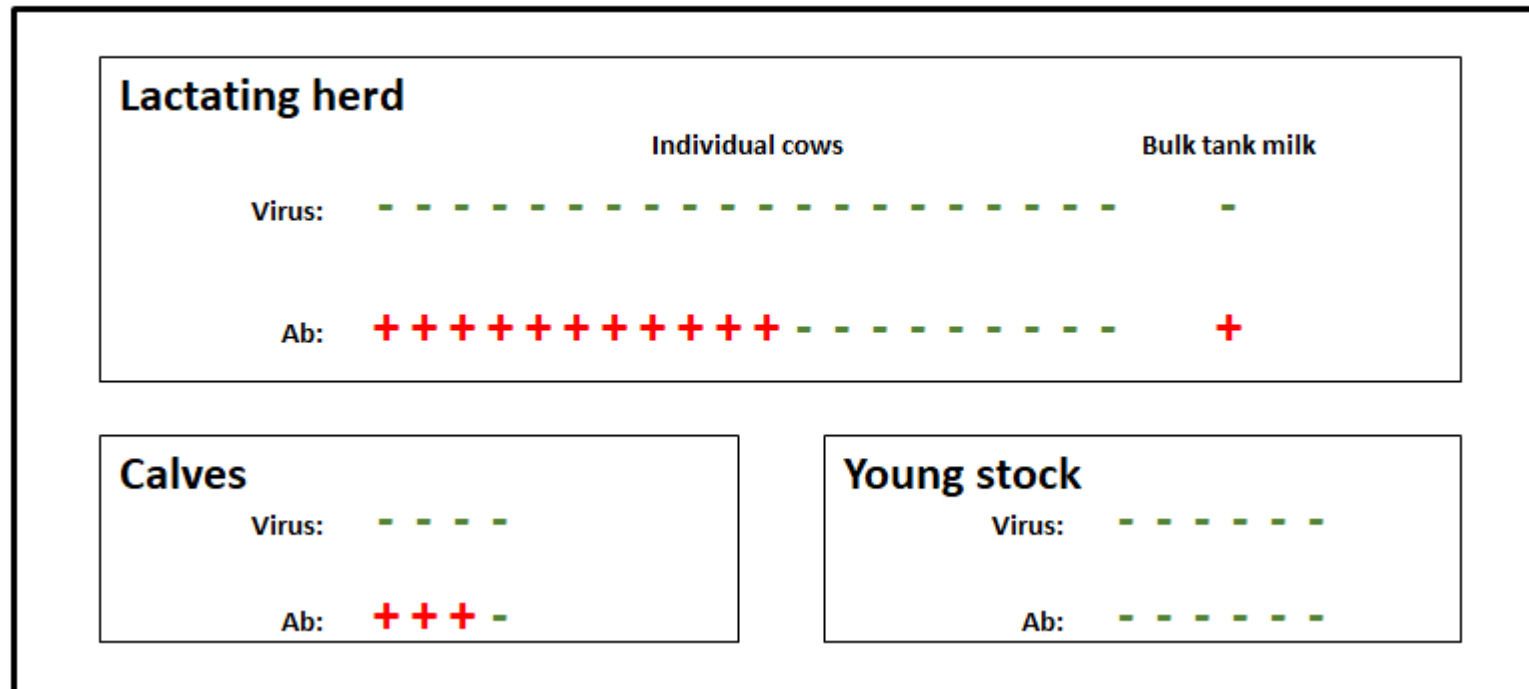 Lactating herd
Individual cows Bulk tank milk
Virus: - - - - - - - - - - - - - - - - - - - - -
Ab: + + + + + + + + + + + - - - - - - - - - +
Calves
Virus: - - - -
Ab: + + + -
Young stock
Virus: - - - - - -
Ab: - - - - - -